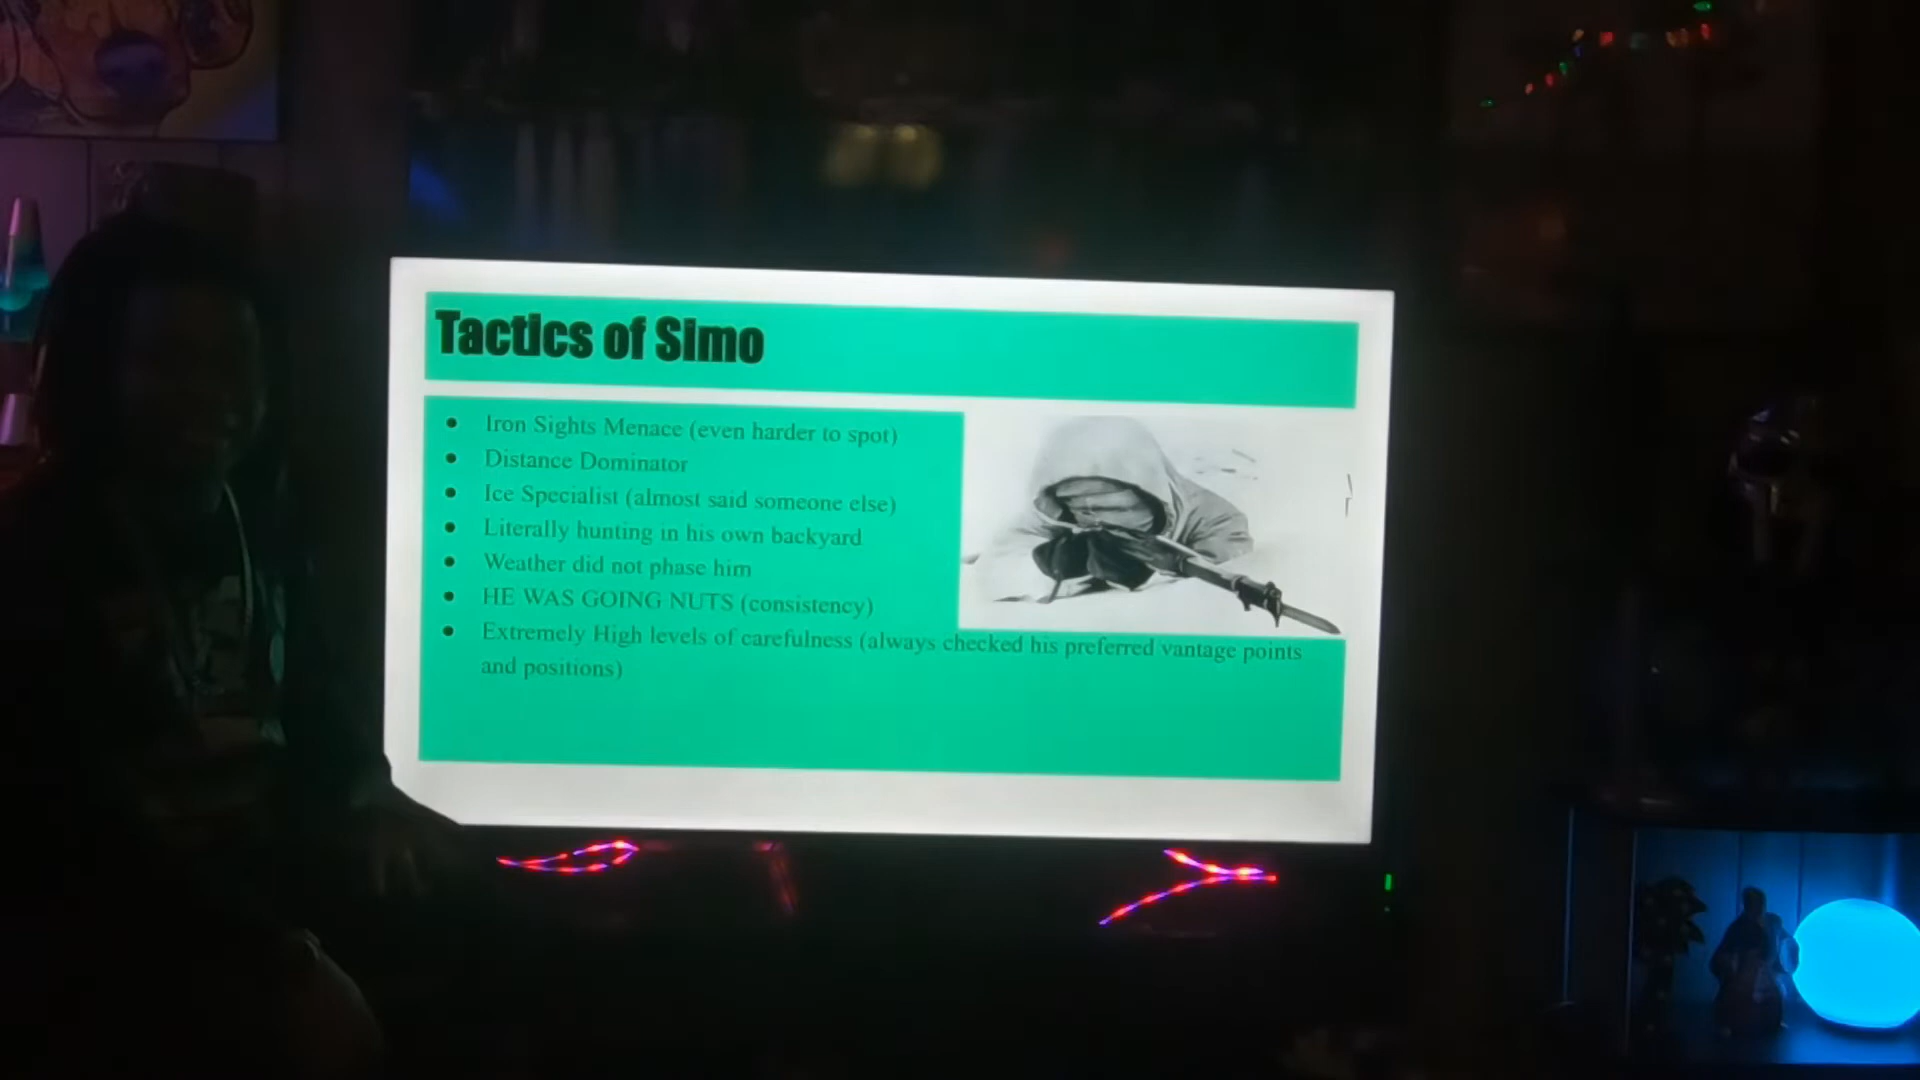 Tactics of Simo
• Iron Sights Menace (even harder to spot)
• Distance Dominator
• Ice Specialist (almost said someone else)
• Literally hunting in his own backyard
• Weather did not phase him
• HE WAS GOING NUTS (consistency)
• Extremely High levels of carefulness (always checked his preferred vantage points
and positions)